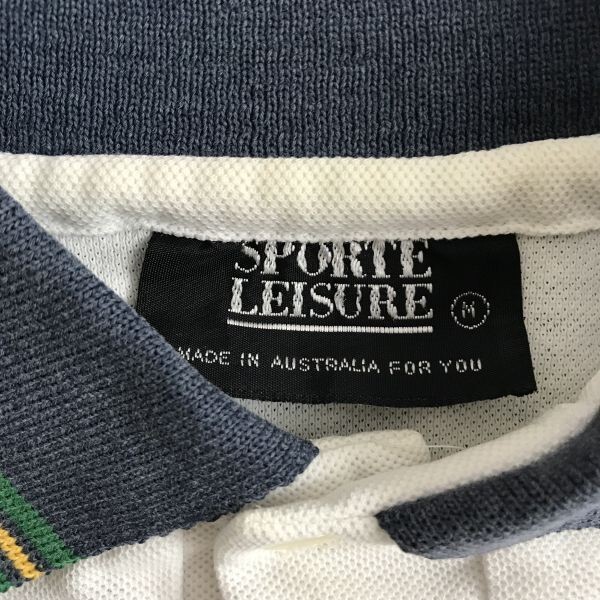 SPORTE
LEISURE M
MADE IN AUSTRALIA FOR YOU